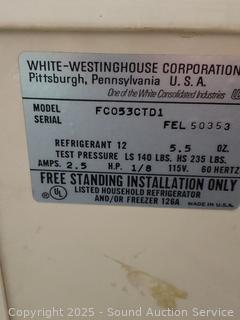 WHITE-WESTINGHOUSE CORPORATION
Pittsburgh, Pennsylvania U. S. A.
One of the White Consolidated Industries
MODEL FC053CTD1
SERIAL FEL 50353
REFRIGERANT 12 5.5 OZ.
TEST PRESSURE LS 140 LBS. HS 235 LBS.
AMPS. 2.5 H.P. 1/8 115V. 60 HERTZ
FREE STANDING INSTALLATION ONLY
UL LISTED HOUSEHOLD REFRIGERATOR
AND/OR FREEZER 126A
MADE IN U.S.A.
Copyright © 2025 - Sound Auction Service